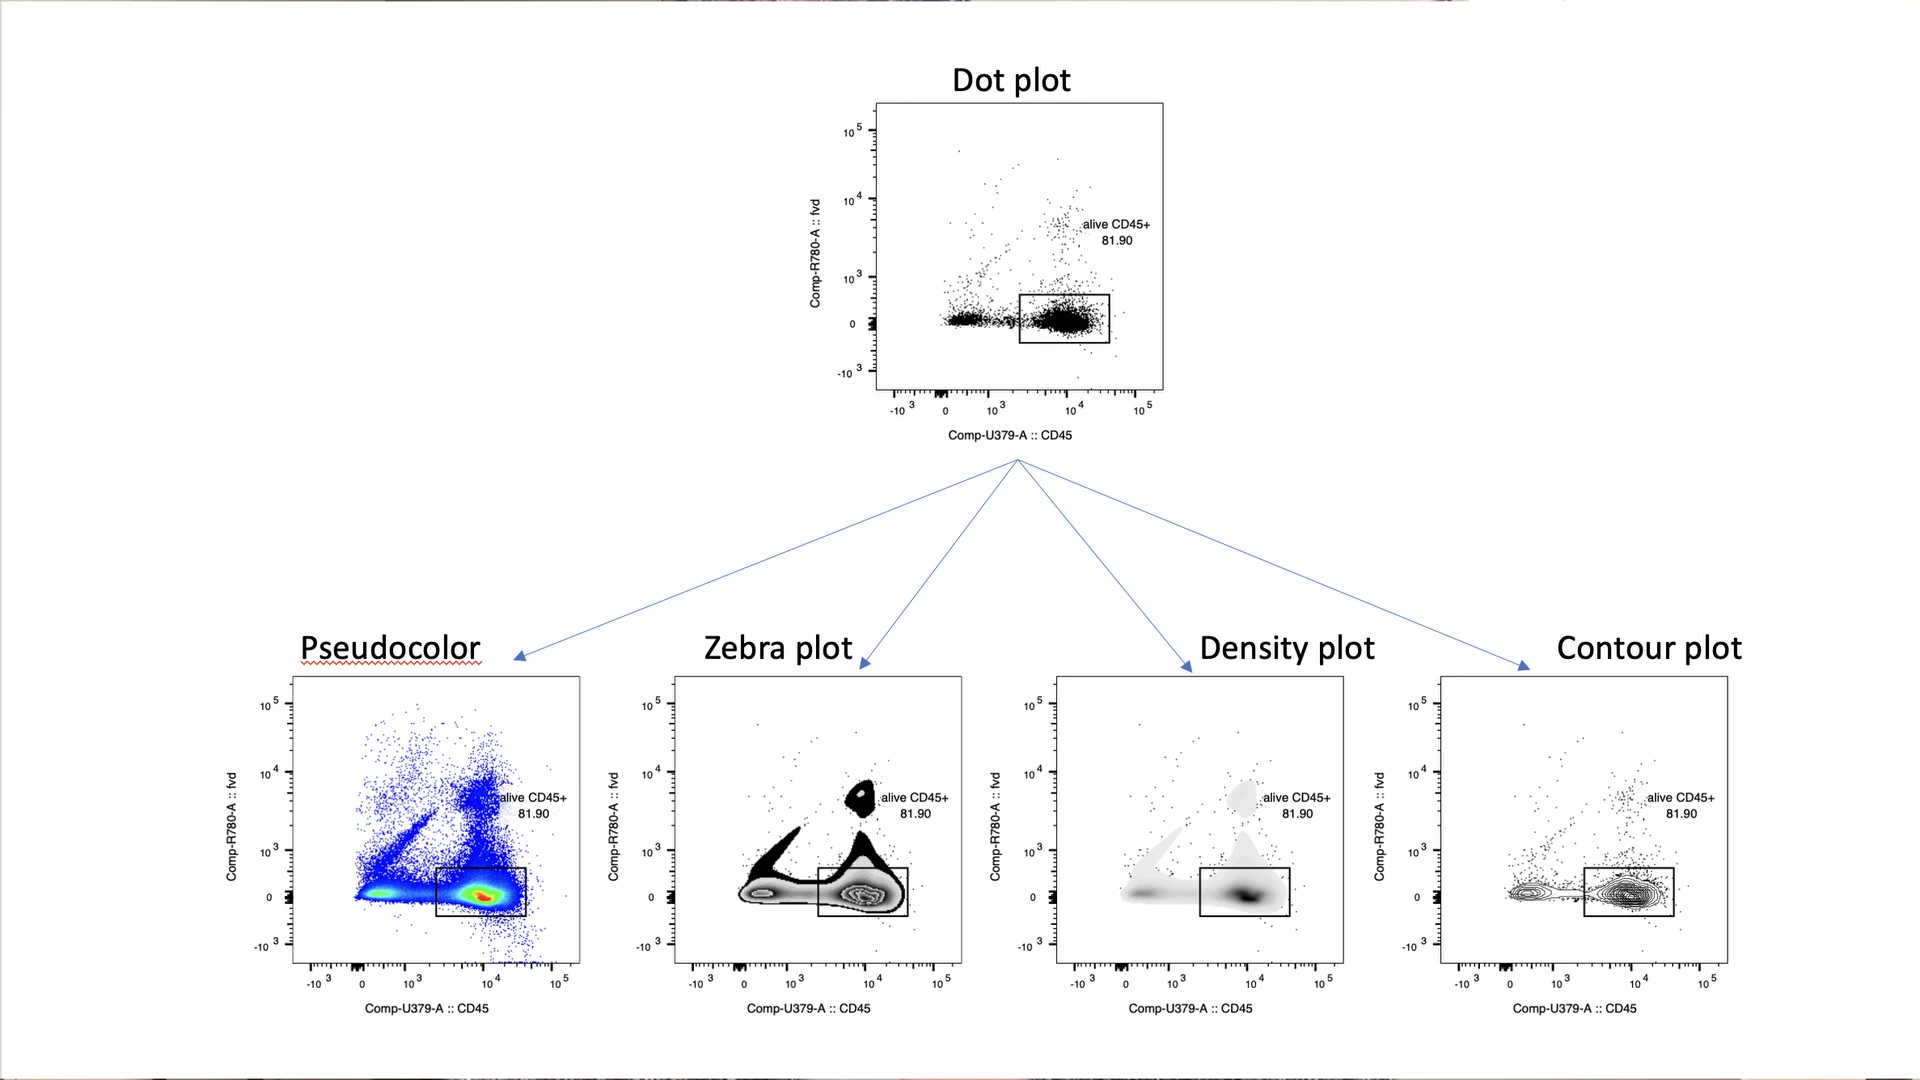 Dot plot
10 5
10 4
10 3
0
-10 3
Comp-R780-A :: fvd
alive CD45+
81.90
-10 3 0 10 3 10 4 10 5
Comp-U379-A :: CD45
Pseudocolor
10 5
10 4
10 3
0
-10 3
Comp-R780-A :: fvd
alive CD45+
81.90
-10 3 0 10 3 10 4 10 5
Comp-U379-A :: CD45
Zebra plot
10 5
10 4
10 3
0
-10 3
Comp-R780-A :: fvd
alive CD45+
81.90
-10 3 0 10 3 10 4 10 5
Comp-U379-A :: CD45
Density plot
10 5
10 4
10 3
0
-10 3
Comp-R780-A :: fvd
alive CD45+
81.90
-10 3 0 10 3 10 4 10 5
Comp-U379-A :: CD45
Contour plot
10 5
10 4
10 3
0
-10 3
Comp-R780-A :: fvd
alive CD45+
81.90
-10 3 0 10 3 10 4 10 5
Comp-U379-A :: CD45